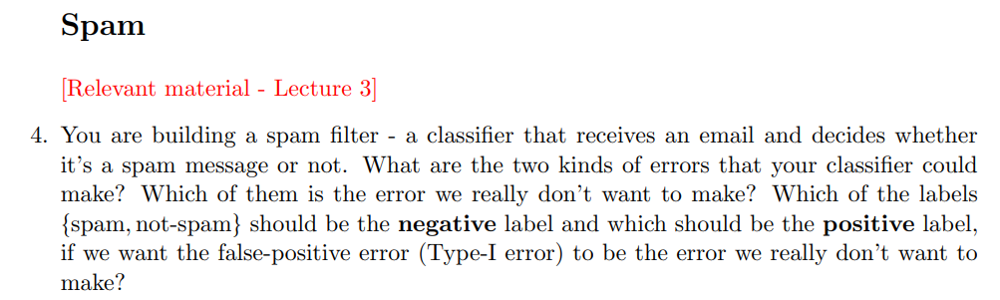 Spam
[Relevant material - Lecture 3]
4. You are building a spam filter - a classifier that receives an email and decides whether
it's a spam message or not. What are the two kinds of errors that your classifier could
make? Which of them is the error we really don't want to make? Which of the labels
{spam, not-spam} should be the negative label and which should be the positive label,
if we want the false-positive error (Type-I error) to be the error we really don't want to
make?